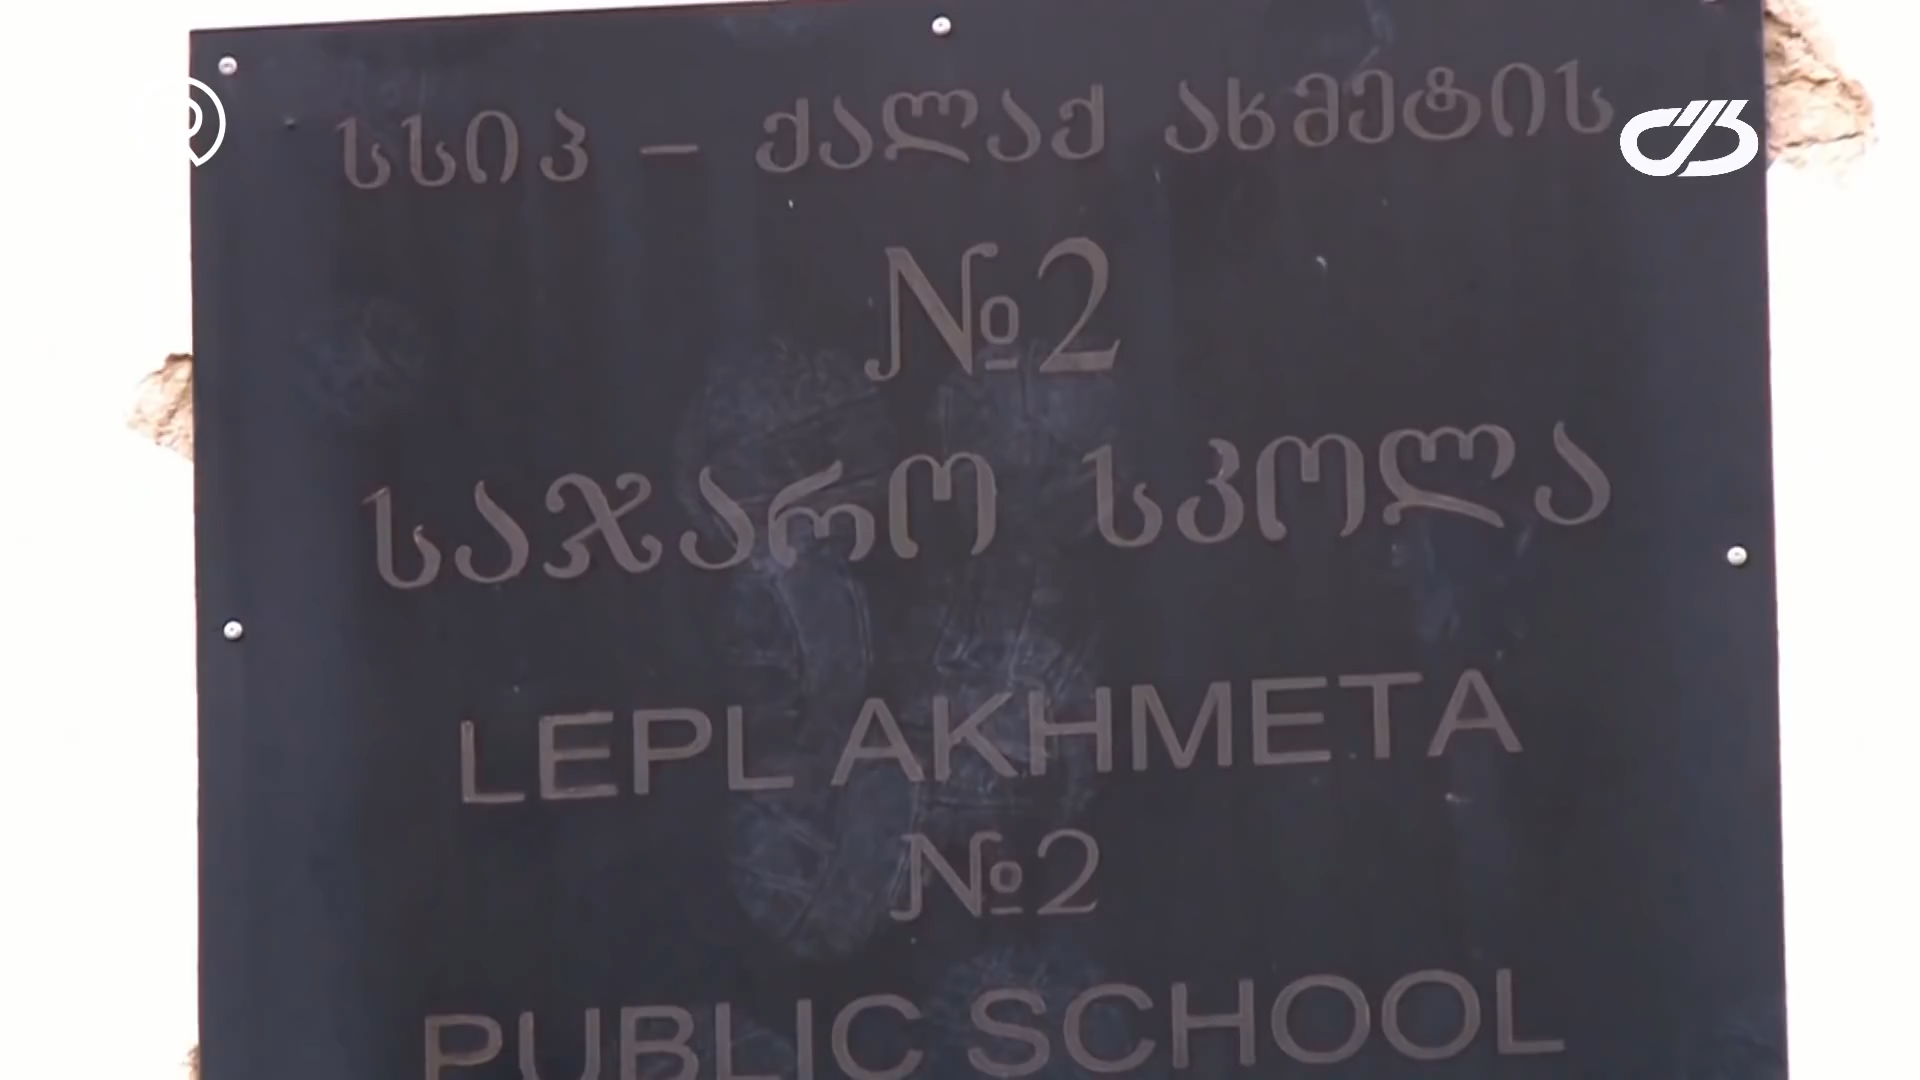 სსიპ – ქალაქ ახმეტის
№2
საჯარო სკოლა
LEPL AKHMETA
№2
PUBLIC SCHOOL